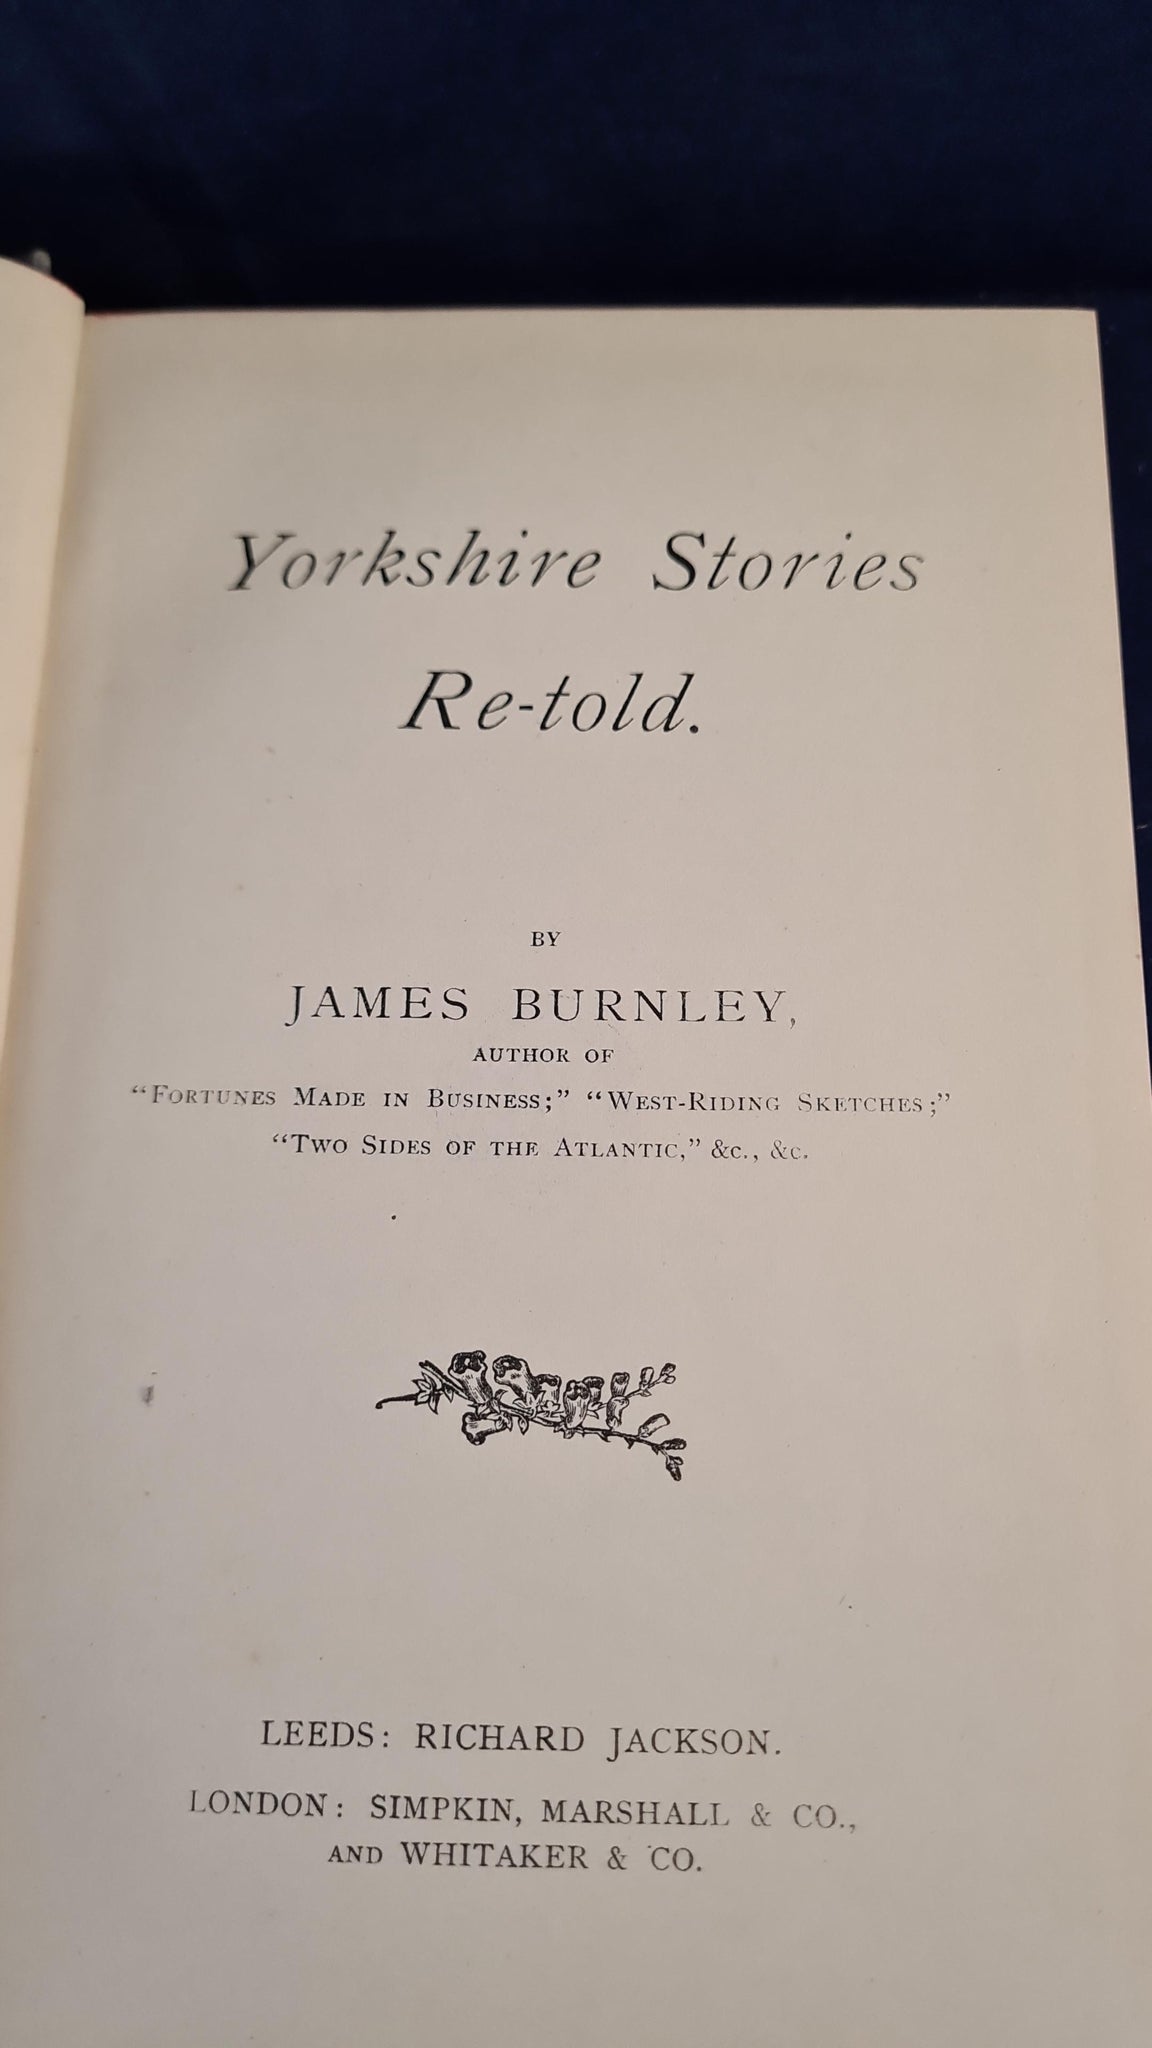 Yorkshire Stories
Re-told.
BY
JAMES BURNLEY,
AUTHOR OF
“FORTUNES MADE IN BUSINESS;” “WEST-RIDING SKETCHES;”
“TWO SIDES OF THE ATLANTIC,” &C., &C.
LEEDS: RICHARD JACKSON.
LONDON: SIMPKIN, MARSHALL & CO.,
AND WHITAKER & CO.